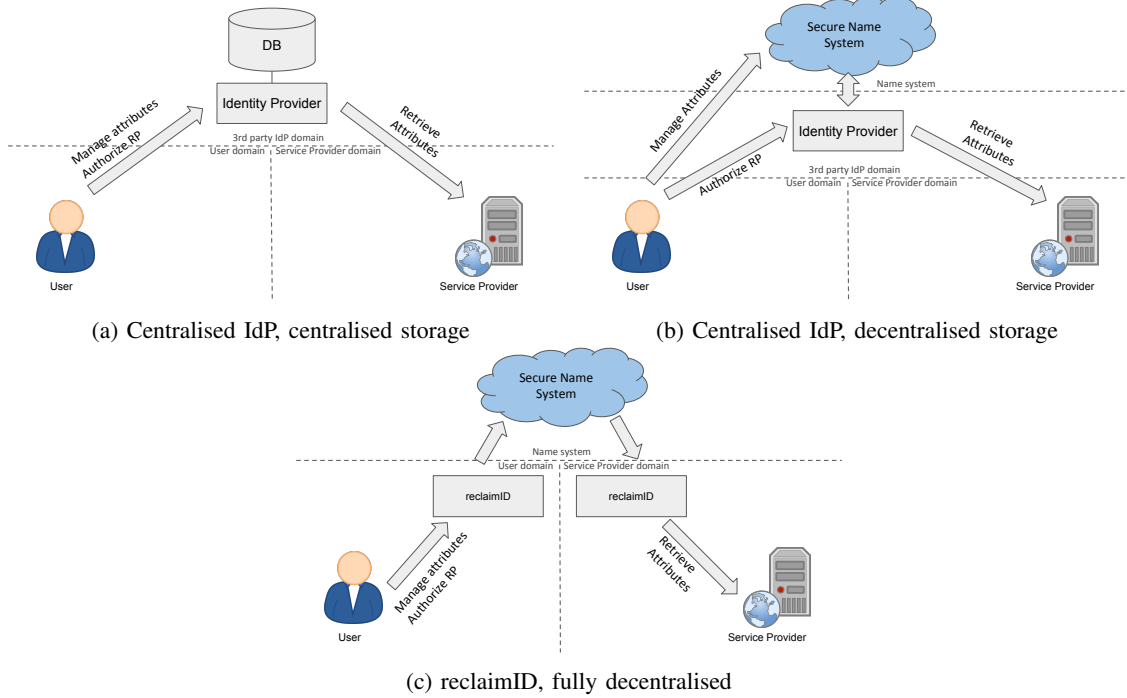 DB
Identity Provider
Manage attributes
Authorize RP
Retrieve
Attributes
3rd party IdP domain
User domain
Service Provider domain
User
Service Provider
(a) Centralised IdP, centralised storage
Secure Name
System
Name system
Manage Attributes
Identity Provider
Authorize RP
Retrieve
Attributes
3rd party IdP domain
User domain
Service Provider domain
User
Service Provider
(b) Centralised IdP, decentralised storage
Secure Name
System
Name system
User domain
Service Provider domain
reclaimID
reclaimID
Manage attributes
Authorize RP
Retrieve
Attributes
User
Service Provider
(c) reclaimID, fully decentralised